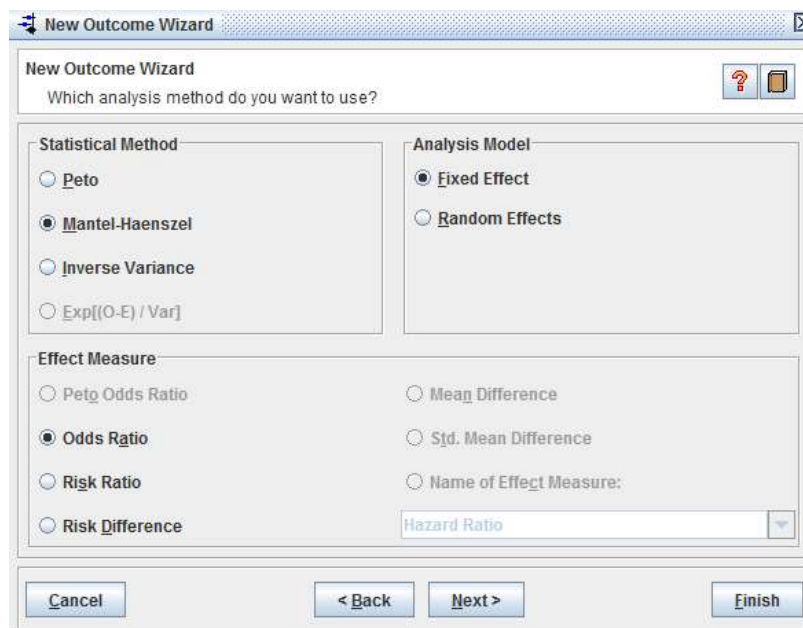 New Outcome Wizard
New Outcome Wizard
Which analysis method do you want to use?
?
Statistical Method
Peto
Mantel-Haenszel
Inverse Variance
Exp[(O-E) / Var]
Analysis Model
Fixed Effect
Random Effects
Effect Measure
Peto Odds Ratio
Odds Ratio
Risk Ratio
Risk Difference
Mean Difference
Std. Mean Difference
Name of Effect Measure:
Hazard Ratio
Cancel
< Back
Next >
Finish